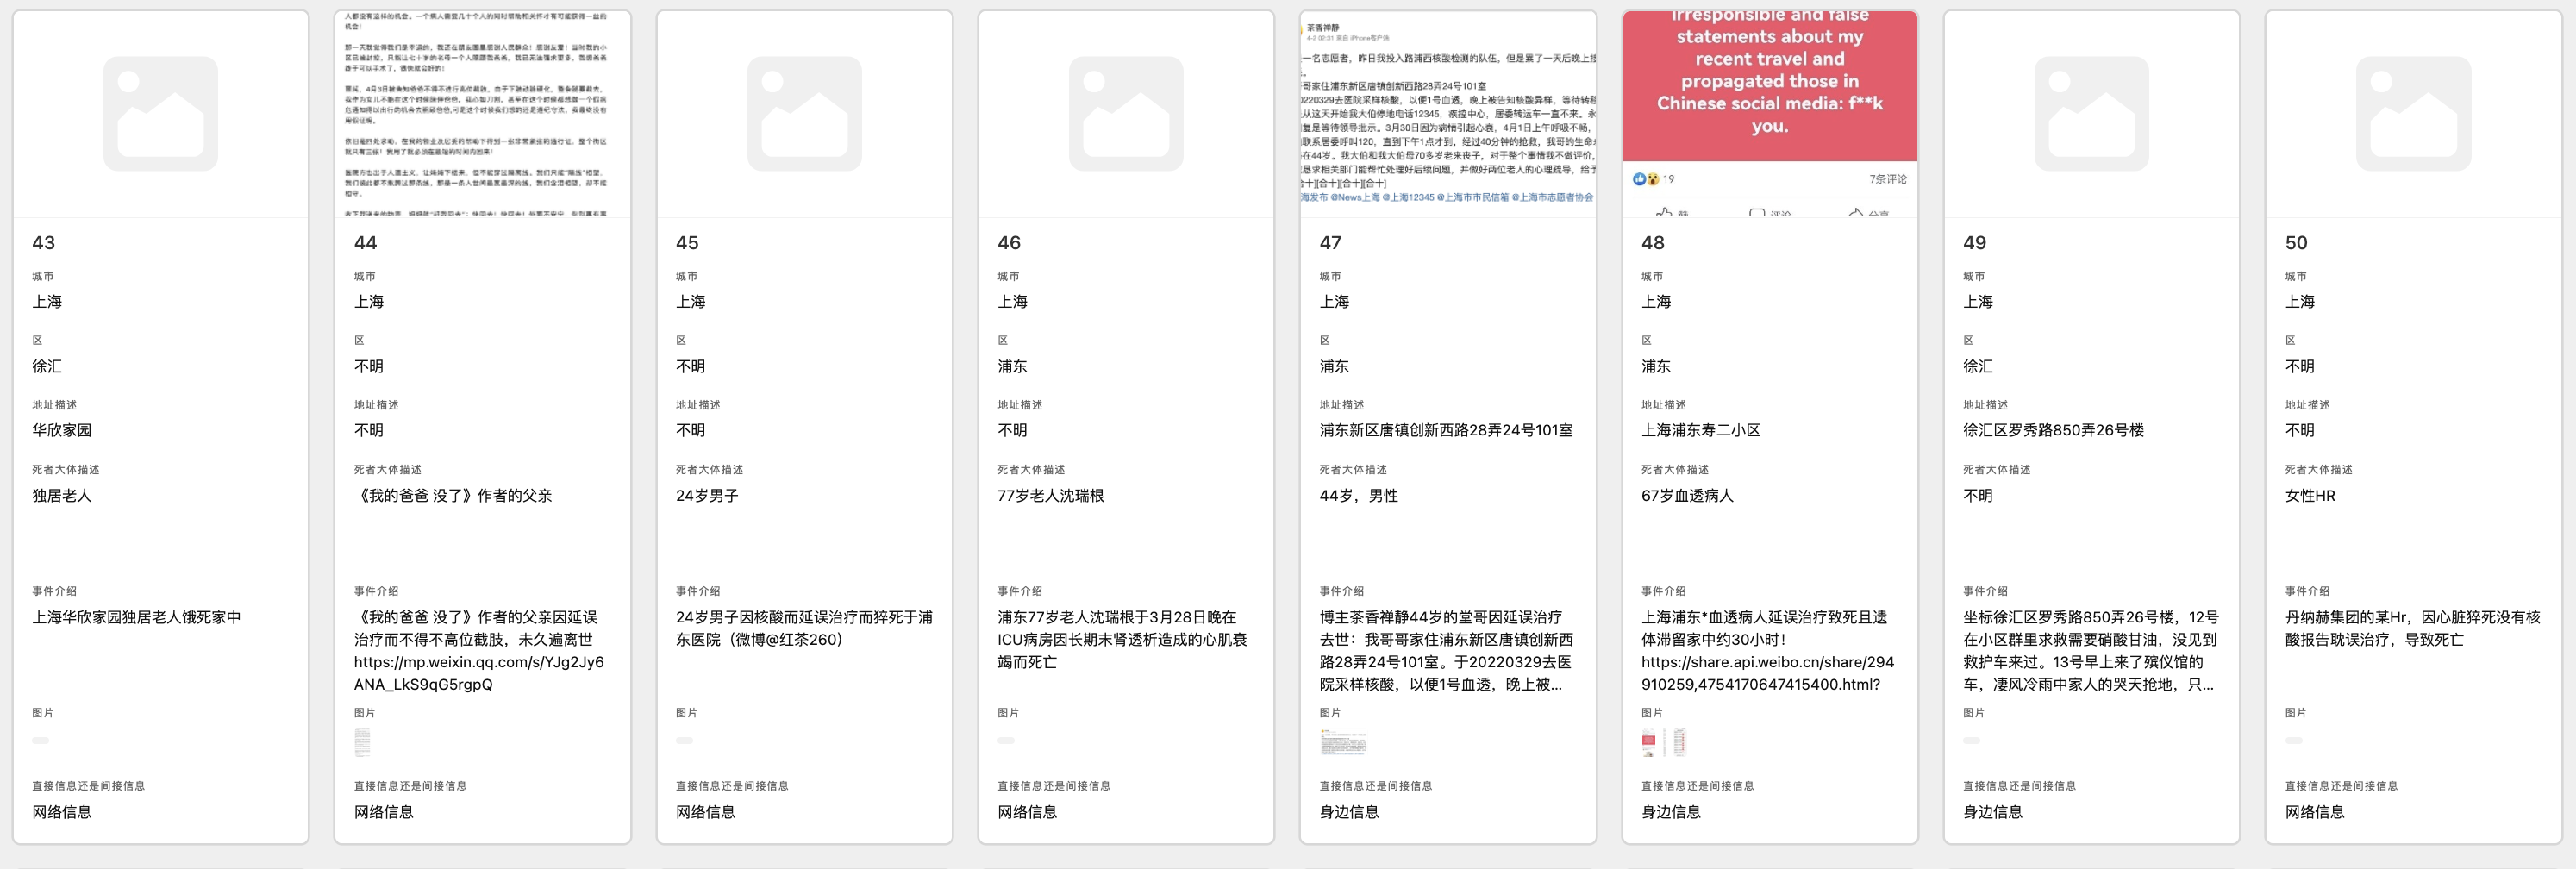 43
城市
上海
区
徐汇
地址描述
华欣家园
死者大体描述
独居老人
事件介绍
上海华欣家园独居老人饿死家中
图片
直接信息还是间接信息
网络信息
机会！
44
城市
上海
区
不明
地址描述
不明
死者大体描述
《我的爸爸 没了》作者的父亲
事件介绍
《我的爸爸 没了》作者的父亲因延误
治疗而不得不高位截肢，未久遍离世
https://mp.weixin.qq.com/s/YJg2Jy6
ANA_LkS9qG5rgpQ
图片
直接信息还是间接信息
网络信息
45
城市
上海
区
不明
地址描述
不明
死者大体描述
24岁男子
事件介绍
24岁男子因核酸而延误治疗而猝死于浦
东医院（微博@红茶260）
图片
直接信息还是间接信息
网络信息
46
城市
上海
区
浦东
地址描述
不明
死者大体描述
77岁老人沈瑞根
事件介绍
浦东77岁老人沈瑞根于3月28日晚在
ICU病房因长期末肾透析造成的心肌衰
竭而死亡
图片
直接信息还是间接信息
网络信息
茶香禅静
4-2 02:31 来自 iPhone客户端
一名志愿者，昨日我投入路浦西核酸检测的队伍，但是累了一天后晚上接
哥家住浦东新区唐镇创新西路28弄24号101室
0220329去医院采样核酸，以便1号血透，晚上被告知核酸异样，等待转移
从这天开始我大伯停地电话12345，疾控中心，居委转运车一直不来。永
复是等待领导批示。3月30日因为病情引起心衰，4月1日上午呼吸不畅，
联系居委呼叫120，直到下午1点才到，经过40分钟的抢救，我哥的生命
在44岁。我大伯和我大伯母70多岁老来丧子，对于整个事情我不做评价，
恳求相关部门能帮忙处理好后续问题，并做好两位老人的心理疏导，给予
合十][合十][合十][合十]
海发布 @News上海 @上海12345 @上海市市民信箱 @上海市志愿者协会
47
城市
上海
区
浦东
地址描述
浦东新区唐镇创新西路28弄24号101室
死者大体描述
44岁，男性
事件介绍
博主茶香禅静44岁的堂哥因延误治疗
去世：我哥哥家住浦东新区唐镇创新西
路28弄24号101室。于20220329去医
院采样核酸，以便1号血透，晚上被...
图片
直接信息还是间接信息
身边信息
irresponsible and false
statements about my
recent travel and
propagated those in
Chinese social media: f**k
you.
19
7条评论
赞
评论
分享
48
城市
上海
区
浦东
地址描述
上海浦东寿二小区
死者大体描述
67岁血透病人
事件介绍
上海浦东*血透病人延误治疗致死且遗
体滞留家中约30小时！
https://share.api.weibo.cn/share/294
910259,4754170647415400.html?
图片
直接信息还是间接信息
身边信息
49
城市
上海
区
徐汇
地址描述
徐汇区罗秀路850弄26号楼
死者大体描述
不明
事件介绍
坐标徐汇区罗秀路850弄26号楼，12号
在小区群里求救需要硝酸甘油，没见到
救护车来过。13号早上来了殡仪馆的
车，凄风冷雨中家人的哭天抢地，只...
图片
直接信息还是间接信息
身边信息
50
城市
上海
区
不明
地址描述
不明
死者大体描述
女性HR
事件介绍
丹纳赫集团的某Hr，因心脏猝死没有核
酸报告耽误治疗，导致死亡
图片
直接信息还是间接信息
网络信息